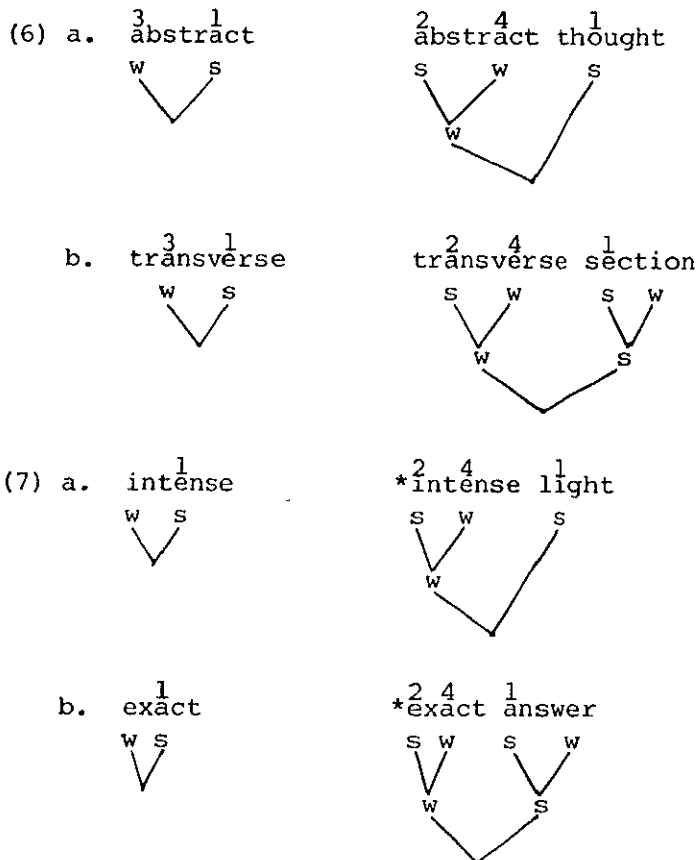 3 1 2 4 1
(6) a. abstract abstract thought
w s s w s
w
3 1 2 4 1
b. transverse transverse section
w s s w s w
w s
1 2 4 1
(7) a. intense *intense light
w s s w s
w
1 2 4 1
b. exact *exact answer
w s s w s w
w s